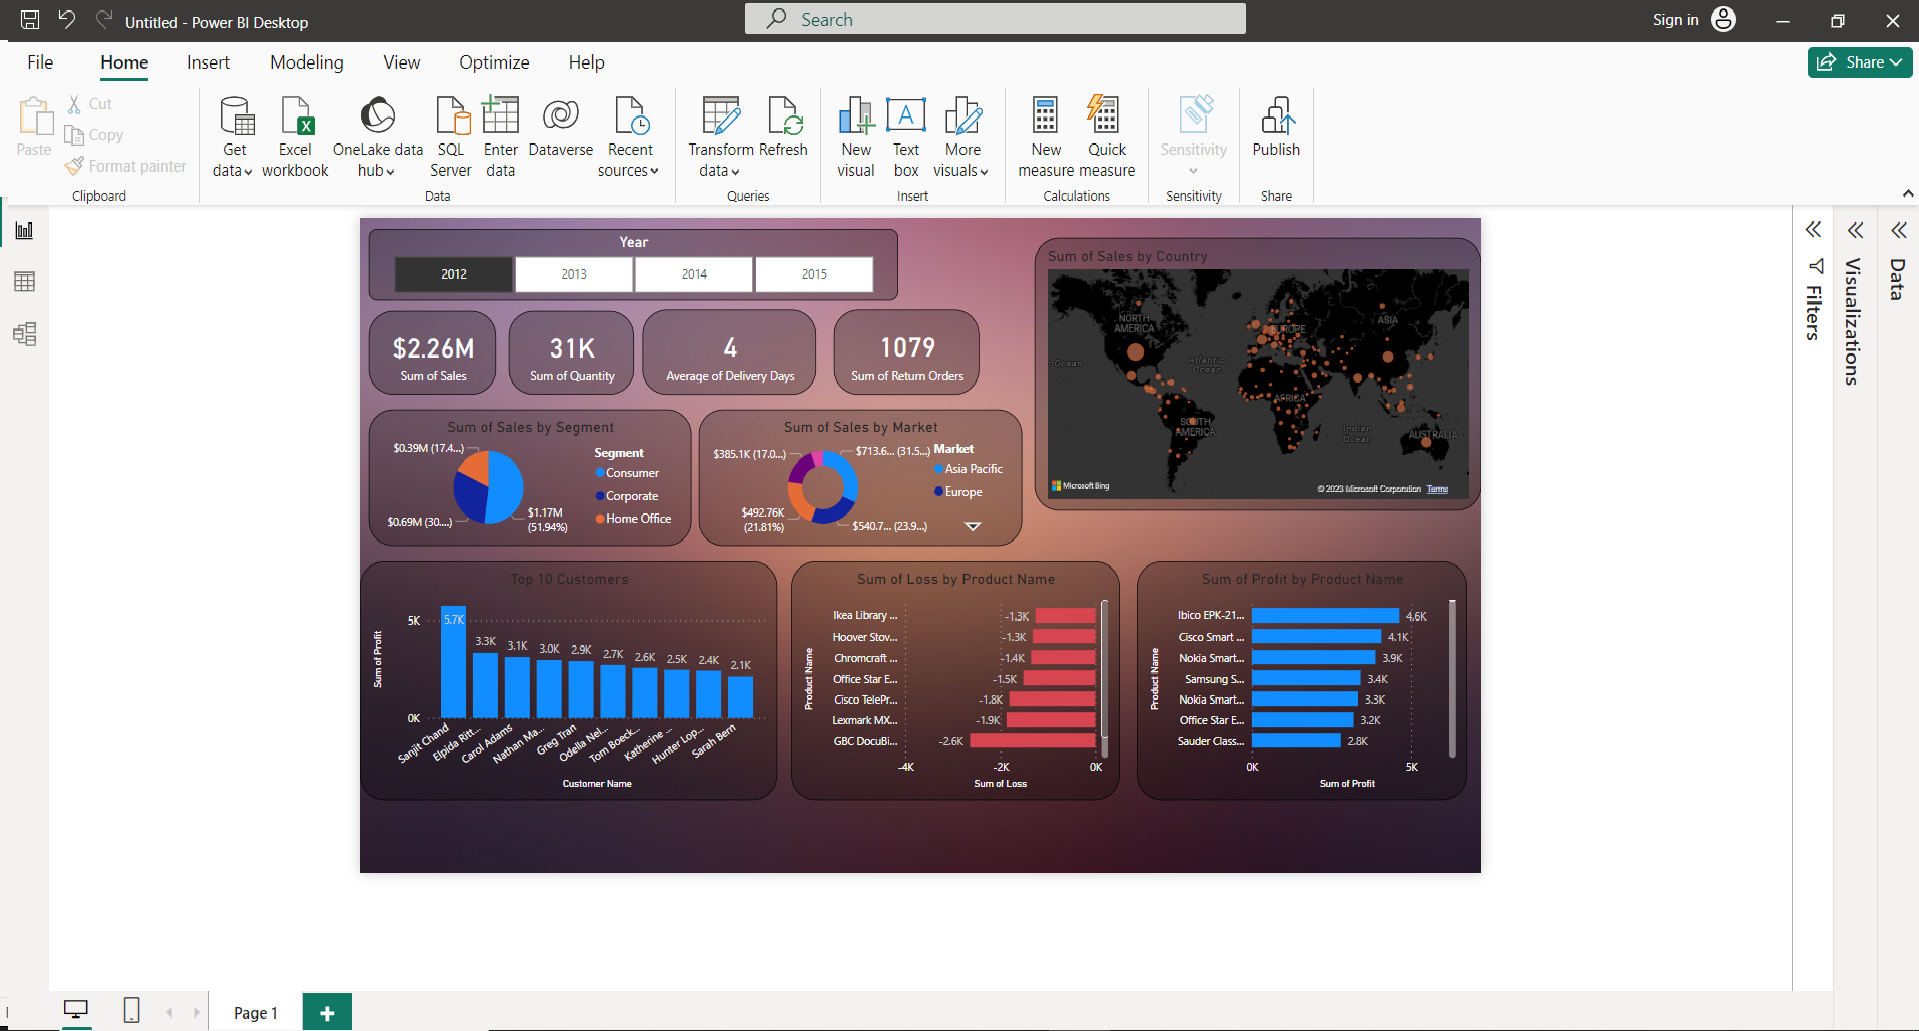 Untitled - Power BI Desktop
Search
Sign in
File
Home
Insert
Modeling
View
Optimize
Help
Share
Paste
Cut
Copy
Format painter
Clipboard
Get data
Excel workbook
OneLake data hub
SQL Server
Enter data
Dataverse
Recent sources
Data
Transform data
Refresh
Queries
New visual
Text box
More visuals
Insert
New measure
Quick measure
Calculations
Sensitivity
Sensitivity
Publish
Share
Year
2012
2013
2014
2015
$2.26M
Sum of Sales
31K
Sum of Quantity
4
Average of Delivery Days
1079
Sum of Return Orders
Sum of Sales by Country
NORTH AMERICA
EUROPE
ASIA
Ocean
Atlantic Ocean
AFRICA
SOUTH AMERICA
Indian Ocean
AUSTRALIA
Microsoft Bing
© 2023 Microsoft Corporation
Terms
Sum of Sales by Segment
$0.39M (17.4...)
$0.69M (30....)
$1.17M
(51.94%)
Segment
Consumer
Corporate
Home Office
Sum of Sales by Market
$385.1K (17.0...)
$713.6... (31.5...)
$492.76K
(21.81%)
$540.7... (23.9...)
Market
Asia Pacific
Europe
Top 10 Customers
Sum of Profit
5K
0K
5.7K
3.3K
3.1K
3.0K
2.9K
2.7K
2.6K
2.5K
2.4K
2.1K
Sanjit Chand
Elpida Ritt...
Carol Adams
Nathan Ma...
Greg Tran
Odella Nel...
Tom Boeck...
Katherine ...
Hunter Lop...
Sarah Bern
Customer Name
Sum of Loss by Product Name
Product Name
Ikea Library ...
-1.3K
Hoover Stov...
-1.3K
Chromcraft ...
-1.4K
Office Star E...
-1.5K
Cisco TelePr...
-1.8K
Lexmark MX...
-1.9K
GBC DocuBi...
-2.6K
-4K
-2K
0K
Sum of Loss
Sum of Profit by Product Name
Product Name
Ibico EPK-21...
4.6K
Cisco Smart ...
4.1K
Nokia Smart...
3.9K
Samsung S...
3.4K
Nokia Smart...
3.3K
Office Star E...
3.2K
Sauder Class...
2.8K
0K
5K
Sum of Profit
Filters
Visualizations
Data
Page 1